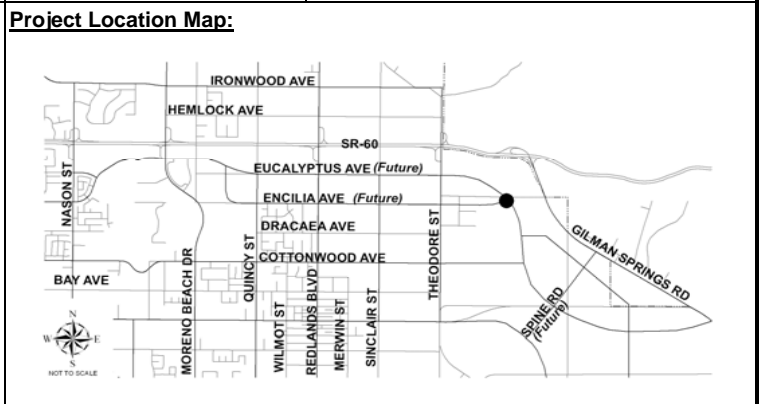 Project Location Map:
IRONWOOD AVE
HEMLOCK AVE
SR-60
EUCALYPTUS AVE (Future)
NASON ST
ENCILIA AVE (Future)
DRACAEA AVE
COTTONWOOD AVE
BAY AVE
MORENO BEACH DR
QUINCY ST
WILMOT ST
REDLANDS BLVD
MERWIN ST
SINCLAIR ST
THEODORE ST
GILMAN SPRINGS RD
SPINE RD
(Future)
N
W E
S
NOT TO SCALE